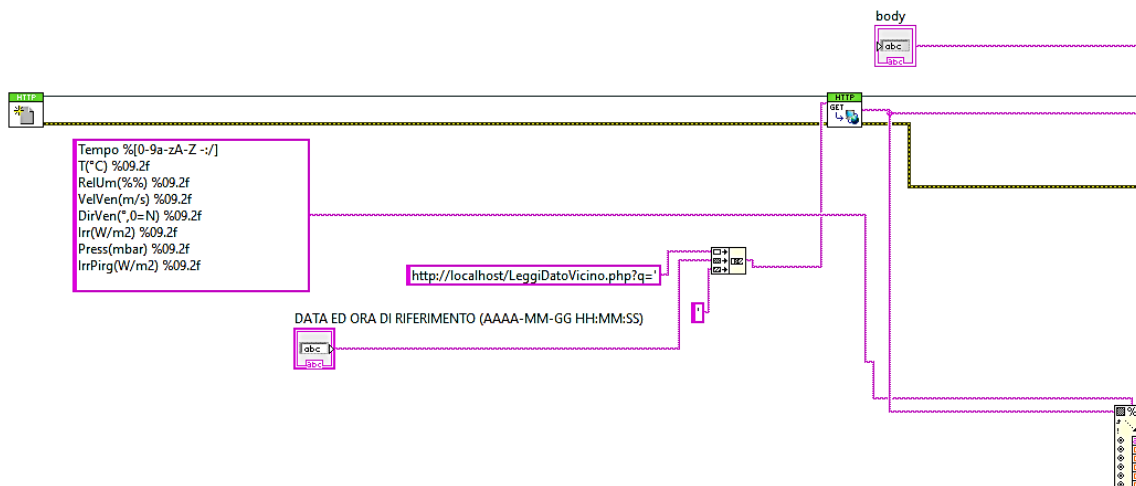 body
abc
abc
HTTP
HTTP
GET
Tempo %[0-9a-zA-Z -:/]
T(°C) %09.2f
RelUm(%%) %09.2f
VelVen(m/s) %09.2f
DirVen(°,0=N) %09.2f
Irr(W/m2) %09.2f
Press(mbar) %09.2f
IrrPirg(W/m2) %09.2f
http://localhost/LeggiDatoVicino.php?q='
'
DATA ED ORA DI RIFERIMENTO (AAAA-MM-GG HH:MM:SS)
abc
abc
%